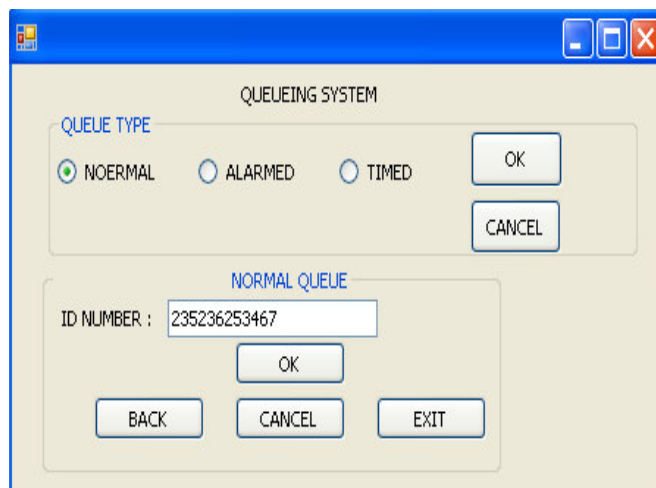 QUEUEING SYSTEM
QUEUE TYPE
NOERMAL ALARMED TIMED OK
CANCEL
NORMAL QUEUE
ID NUMBER : 235236253467
OK
BACK CANCEL EXIT